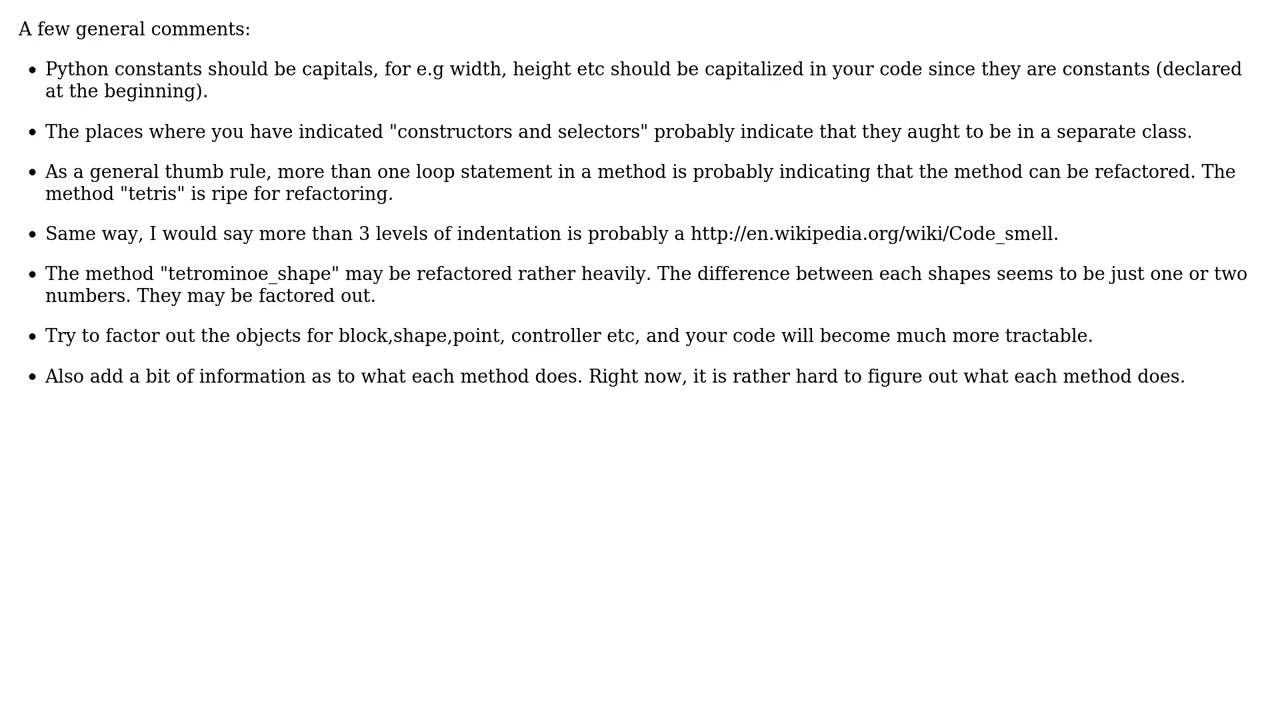 A few general comments:
• Python constants should be capitals, for e.g width, height etc should be capitalized in your code since they are constants (declared
at the beginning).
• The places where you have indicated "constructors and selectors" probably indicate that they aught to be in a separate class.
• As a general thumb rule, more than one loop statement in a method is probably indicating that the method can be refactored. The
method "tetris" is ripe for refactoring.
• Same way, I would say more than 3 levels of indentation is probably a http://en.wikipedia.org/wiki/Code_smell.
• The method "tetrominoe_shape" may be refactored rather heavily. The difference between each shapes seems to be just one or two
numbers. They may be factored out.
• Try to factor out the objects for block,shape,point, controller etc, and your code will become much more tractable.
• Also add a bit of information as to what each method does. Right now, it is rather hard to figure out what each method does.